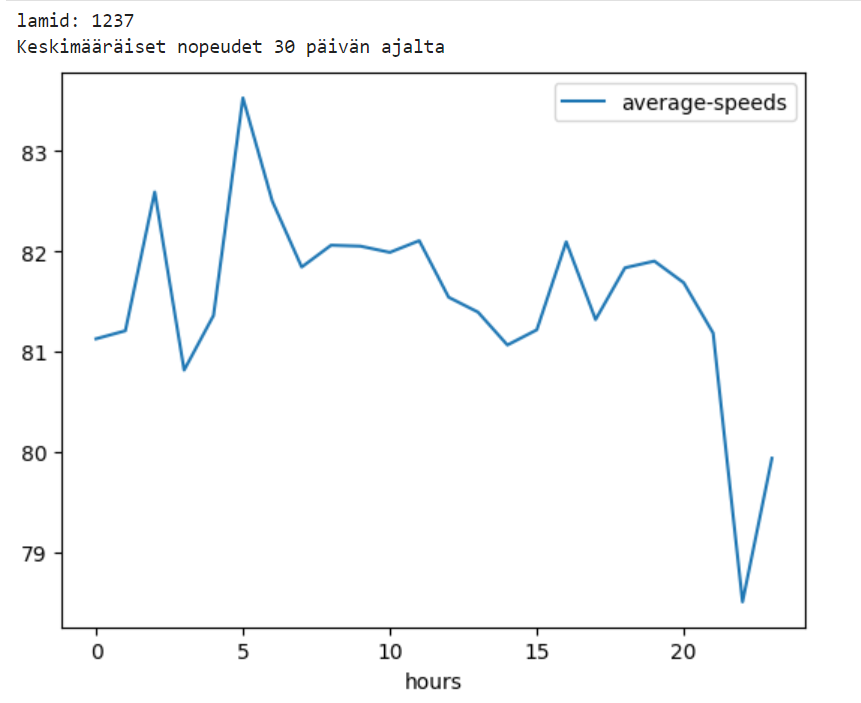 lamid: 1237
Keskimääräiset nopeudet 30 päivän ajalta
average-speeds
83
82
81
80
79
0 5 10 15 20
hours